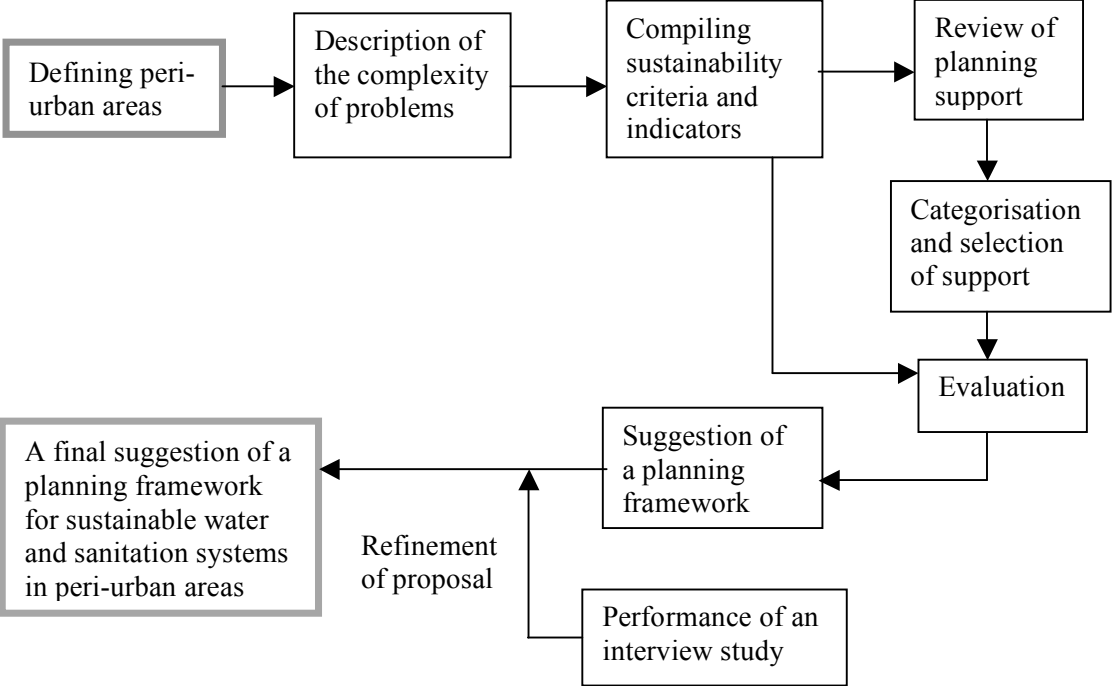 Defining peri-
urban areas
Description of
the complexity
of problems
Compiling
sustainability
criteria and
indicators
Review of
planning
support
Categorisation
and selection
of support
Evaluation
Suggestion of
a planning
framework
Performance of an
interview study
Refinement
of proposal
A final suggestion of a
planning framework
for sustainable water
and sanitation systems
in peri-urban areas